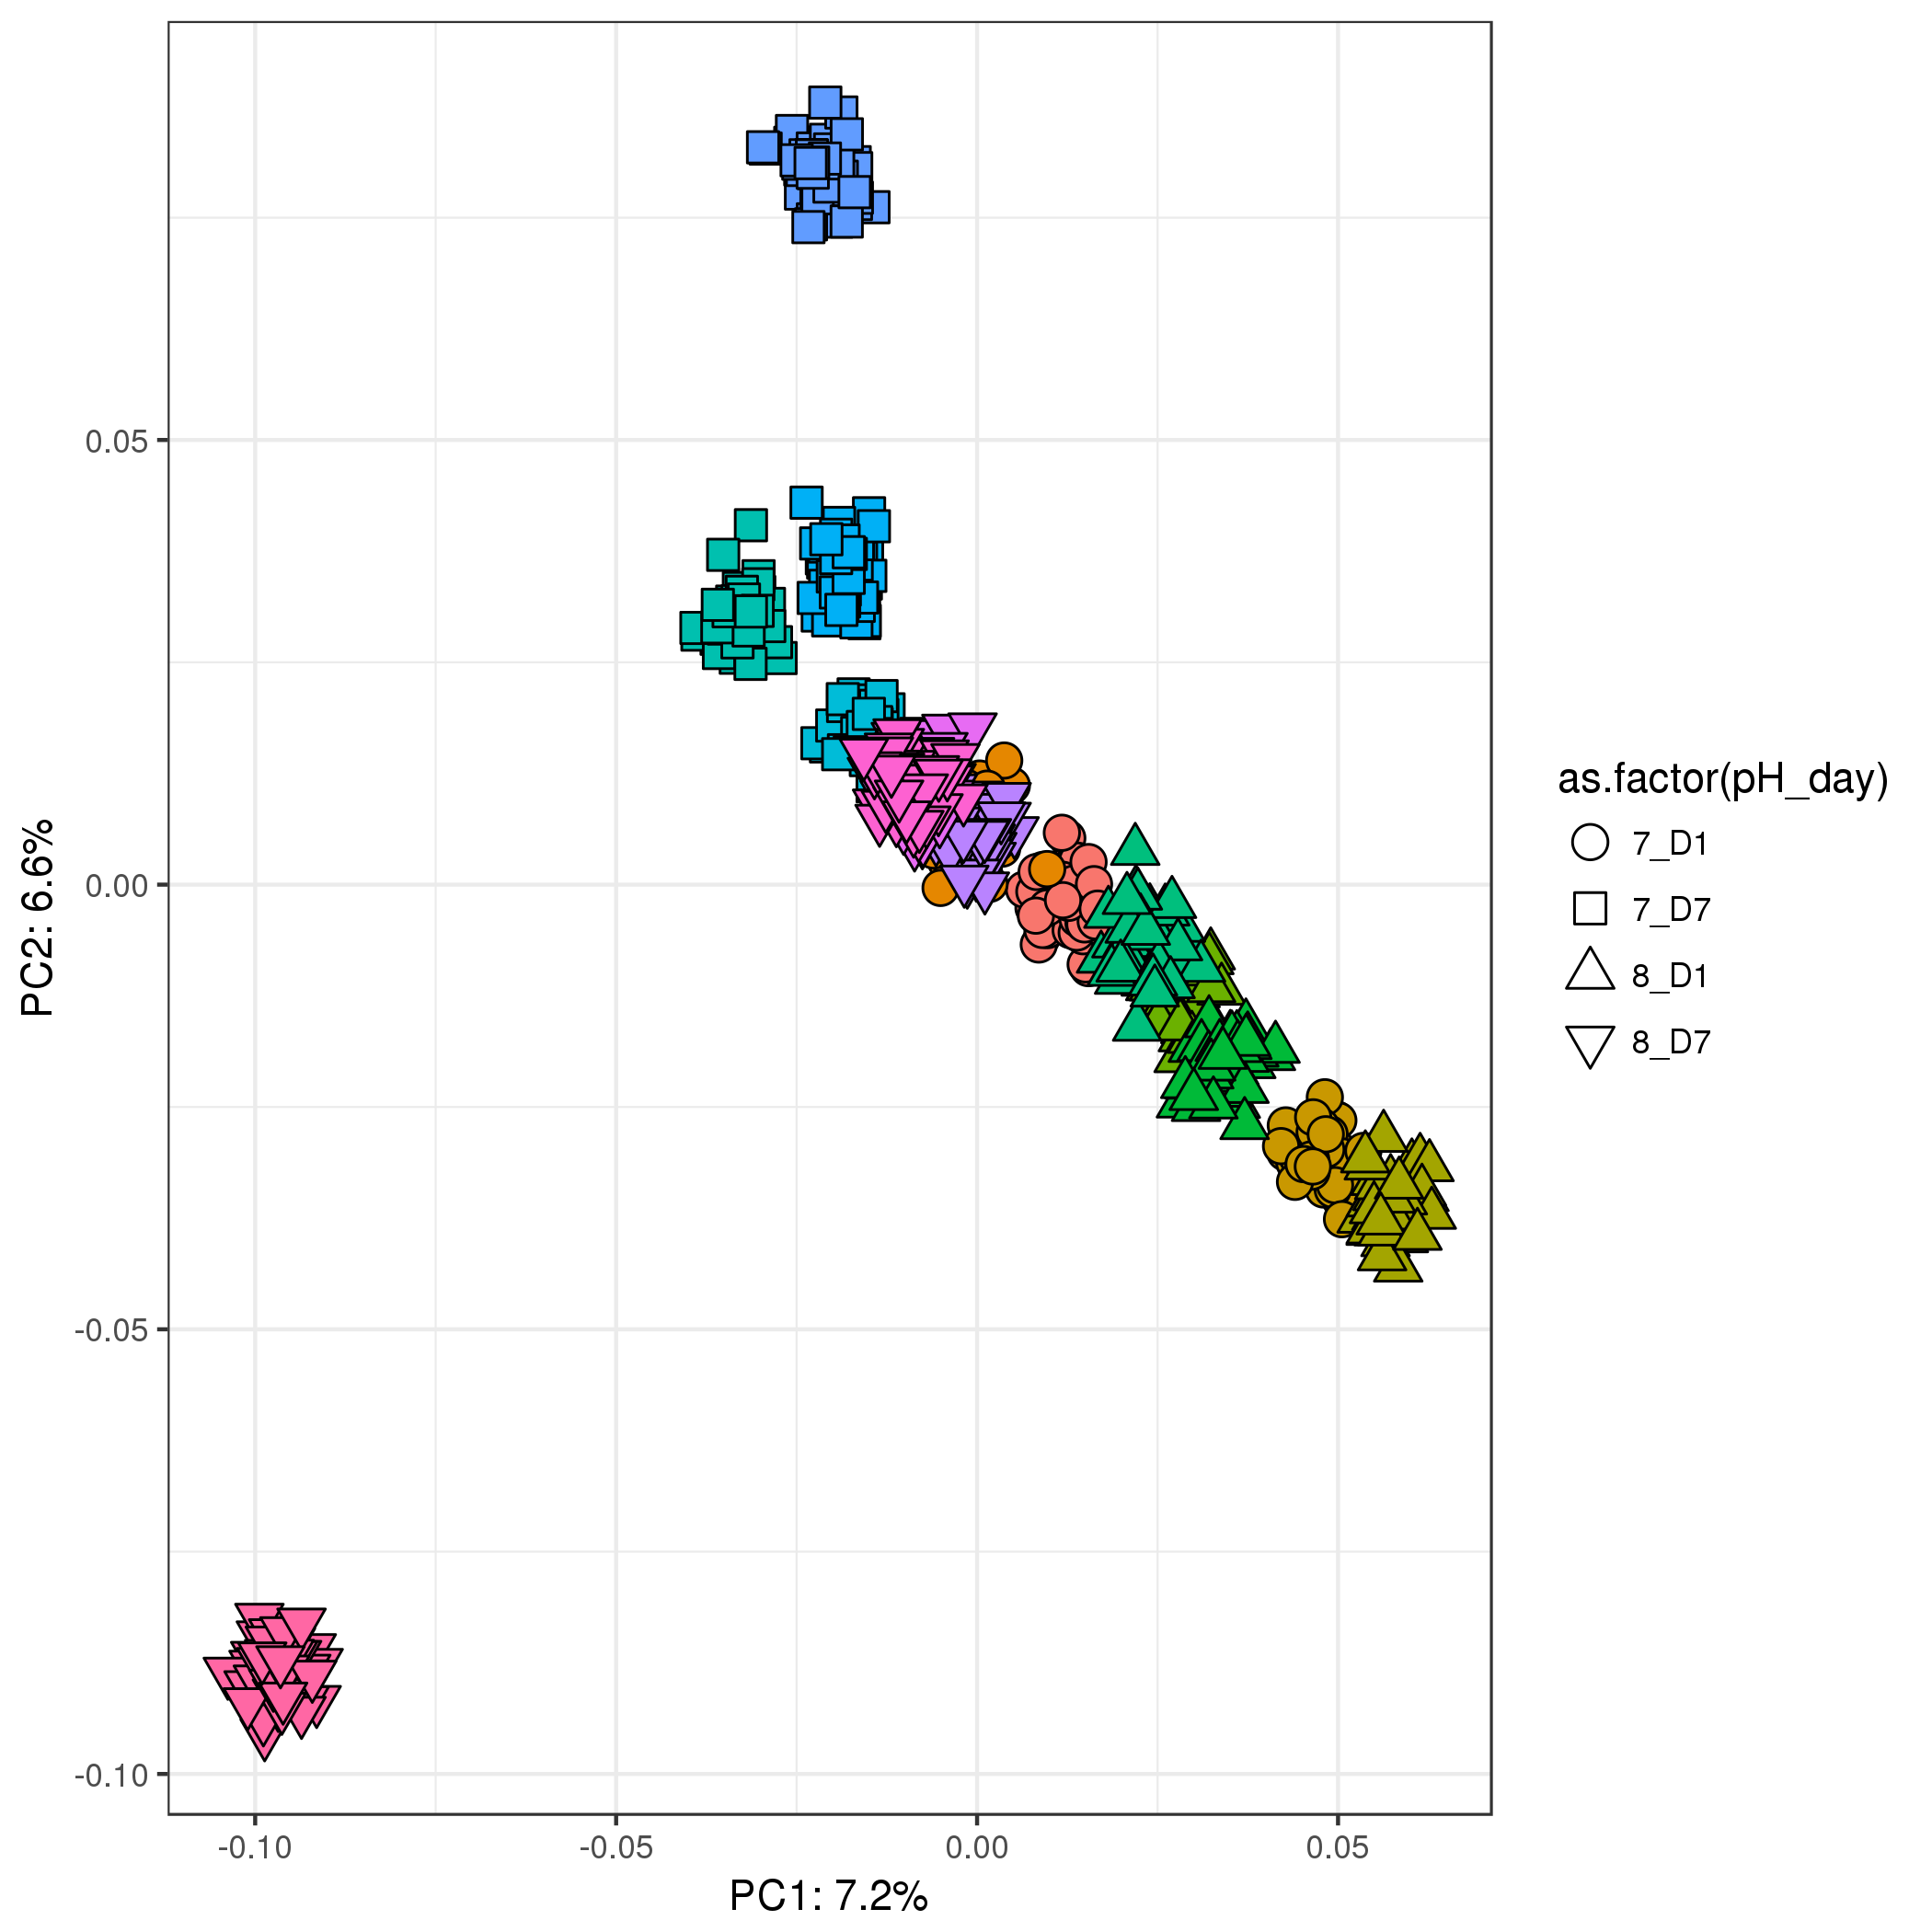 PC2: 6.6%
0.05
0.00
-0.05
-0.10
-0.10
-0.05
0.00
0.05
PC1: 7.2%
as.factor(pH_day)
7_D1
7_D7
8_D1
8_D7